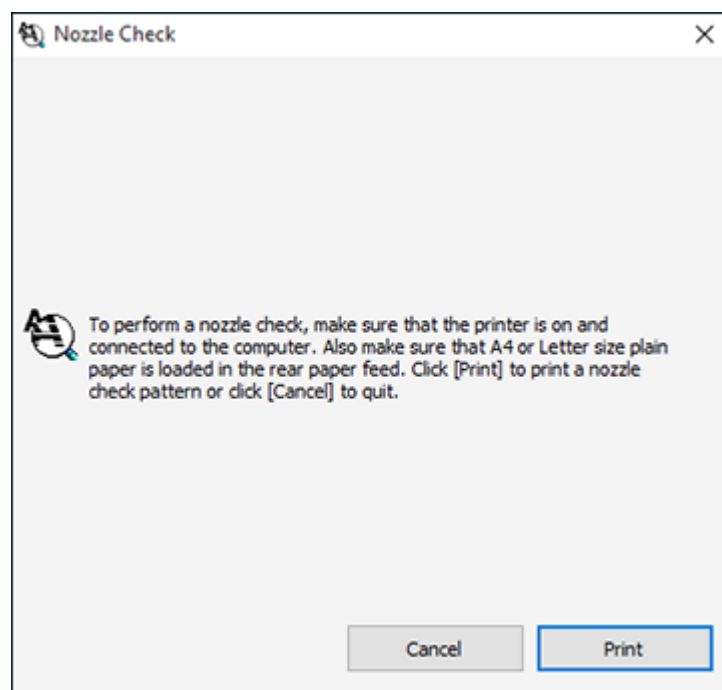 Nozzle Check
To perform a nozzle check, make sure that the printer is on and
connected to the computer. Also make sure that A4 or Letter size plain
paper is loaded in the rear paper feed. Click [Print] to print a nozzle
check pattern or click [Cancel] to quit.
Cancel
Print